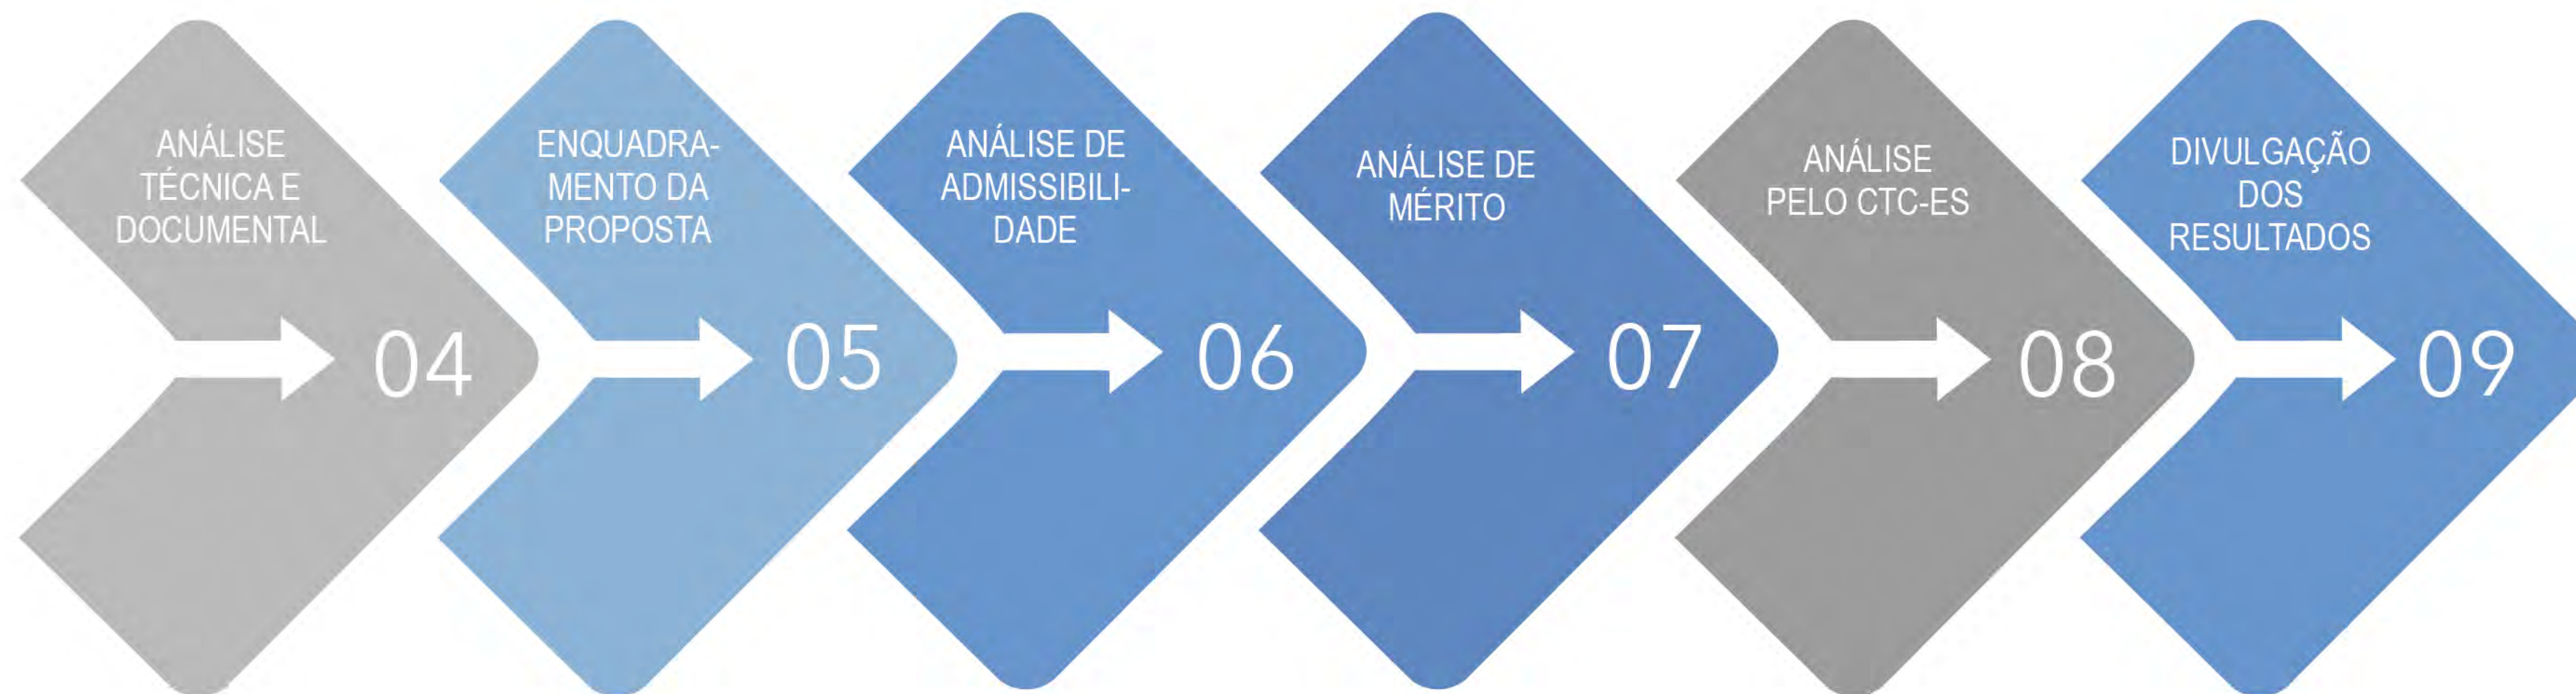 ANÁLISE
TÉCNICA E
DOCUMENTAL
04
ENQUADRA-
MENTO DA
PROPOSTA
05
ANÁLISE DE
ADMISSIBILI-
DADE
06
ANÁLISE DE
MÉRITO
07
ANÁLISE
PELO CTC-ES
08
DIVULGAÇÃO
DOS
RESULTADOS
09